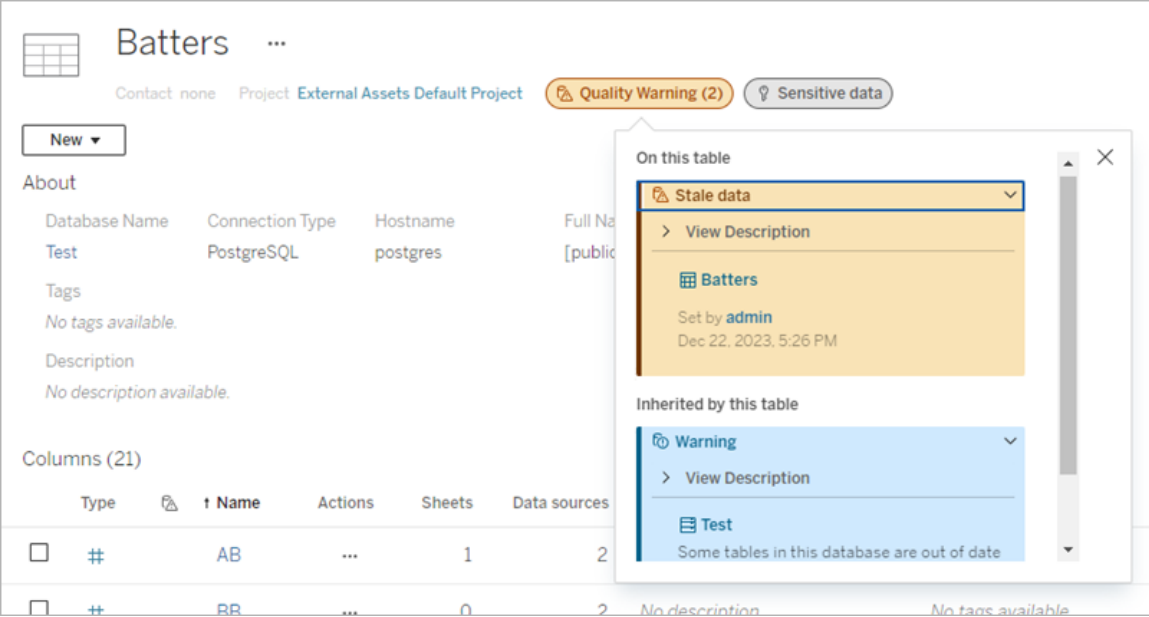 Batters ...
Contact none Project External Assets Default Project Quality Warning (2) Sensitive data
New
About
Database Name Connection Type Hostname Full Na
Test PostgreSQL postgres [public
Tags
No tags available.
Description
No description available.
On this table
Stale data
View Description
Batters
Set by admin
Dec 22, 2023, 5:26 PM
Inherited by this table
Warning
View Description
Test
Some tables in this database are out of date
Columns (21)
Type ↑ Name Actions Sheets Data sources
# AB ... 1 2
# BB ... 0 2 No description No tags available